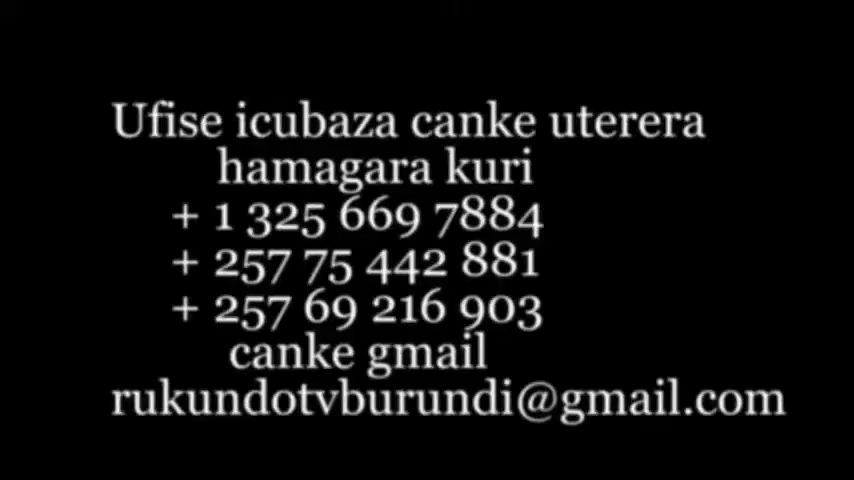 Ufise icubaza canke uterera
hamagara kuri
+ 1 325 669 7884
+ 257 75 442 881
+ 257 69 216 903
canke gmail
rukundotvburundi@gmail.com